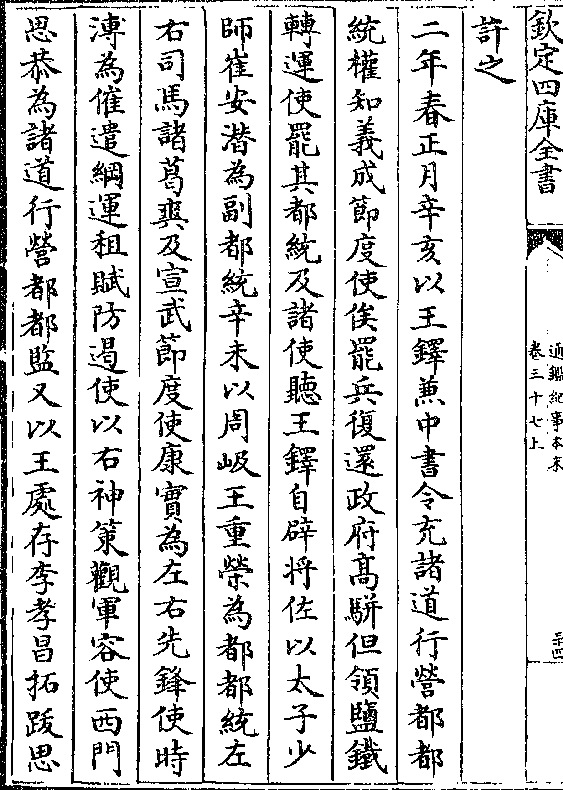 欽定四庫全書
通鑑紀事本末
卷三十七上
二十四
許之
二年春正月辛亥以王鐸兼中書令充諸道行營都都
統權知義成節度使俟罷兵復還政府高駢但領鹽鐵
轉運使罷其都統及諸使聽王鐸自辟將佐以太子少
師崔安潛為副都統辛未以周岌王重榮為都都統左
右司馬諸葛爽及宣武節度使康實為左右先鋒使時
溥為催遣綱運租賦防遏使以右神策觀軍容使西門
思恭為諸道行營都都監又以王處存李孝昌拓跋思